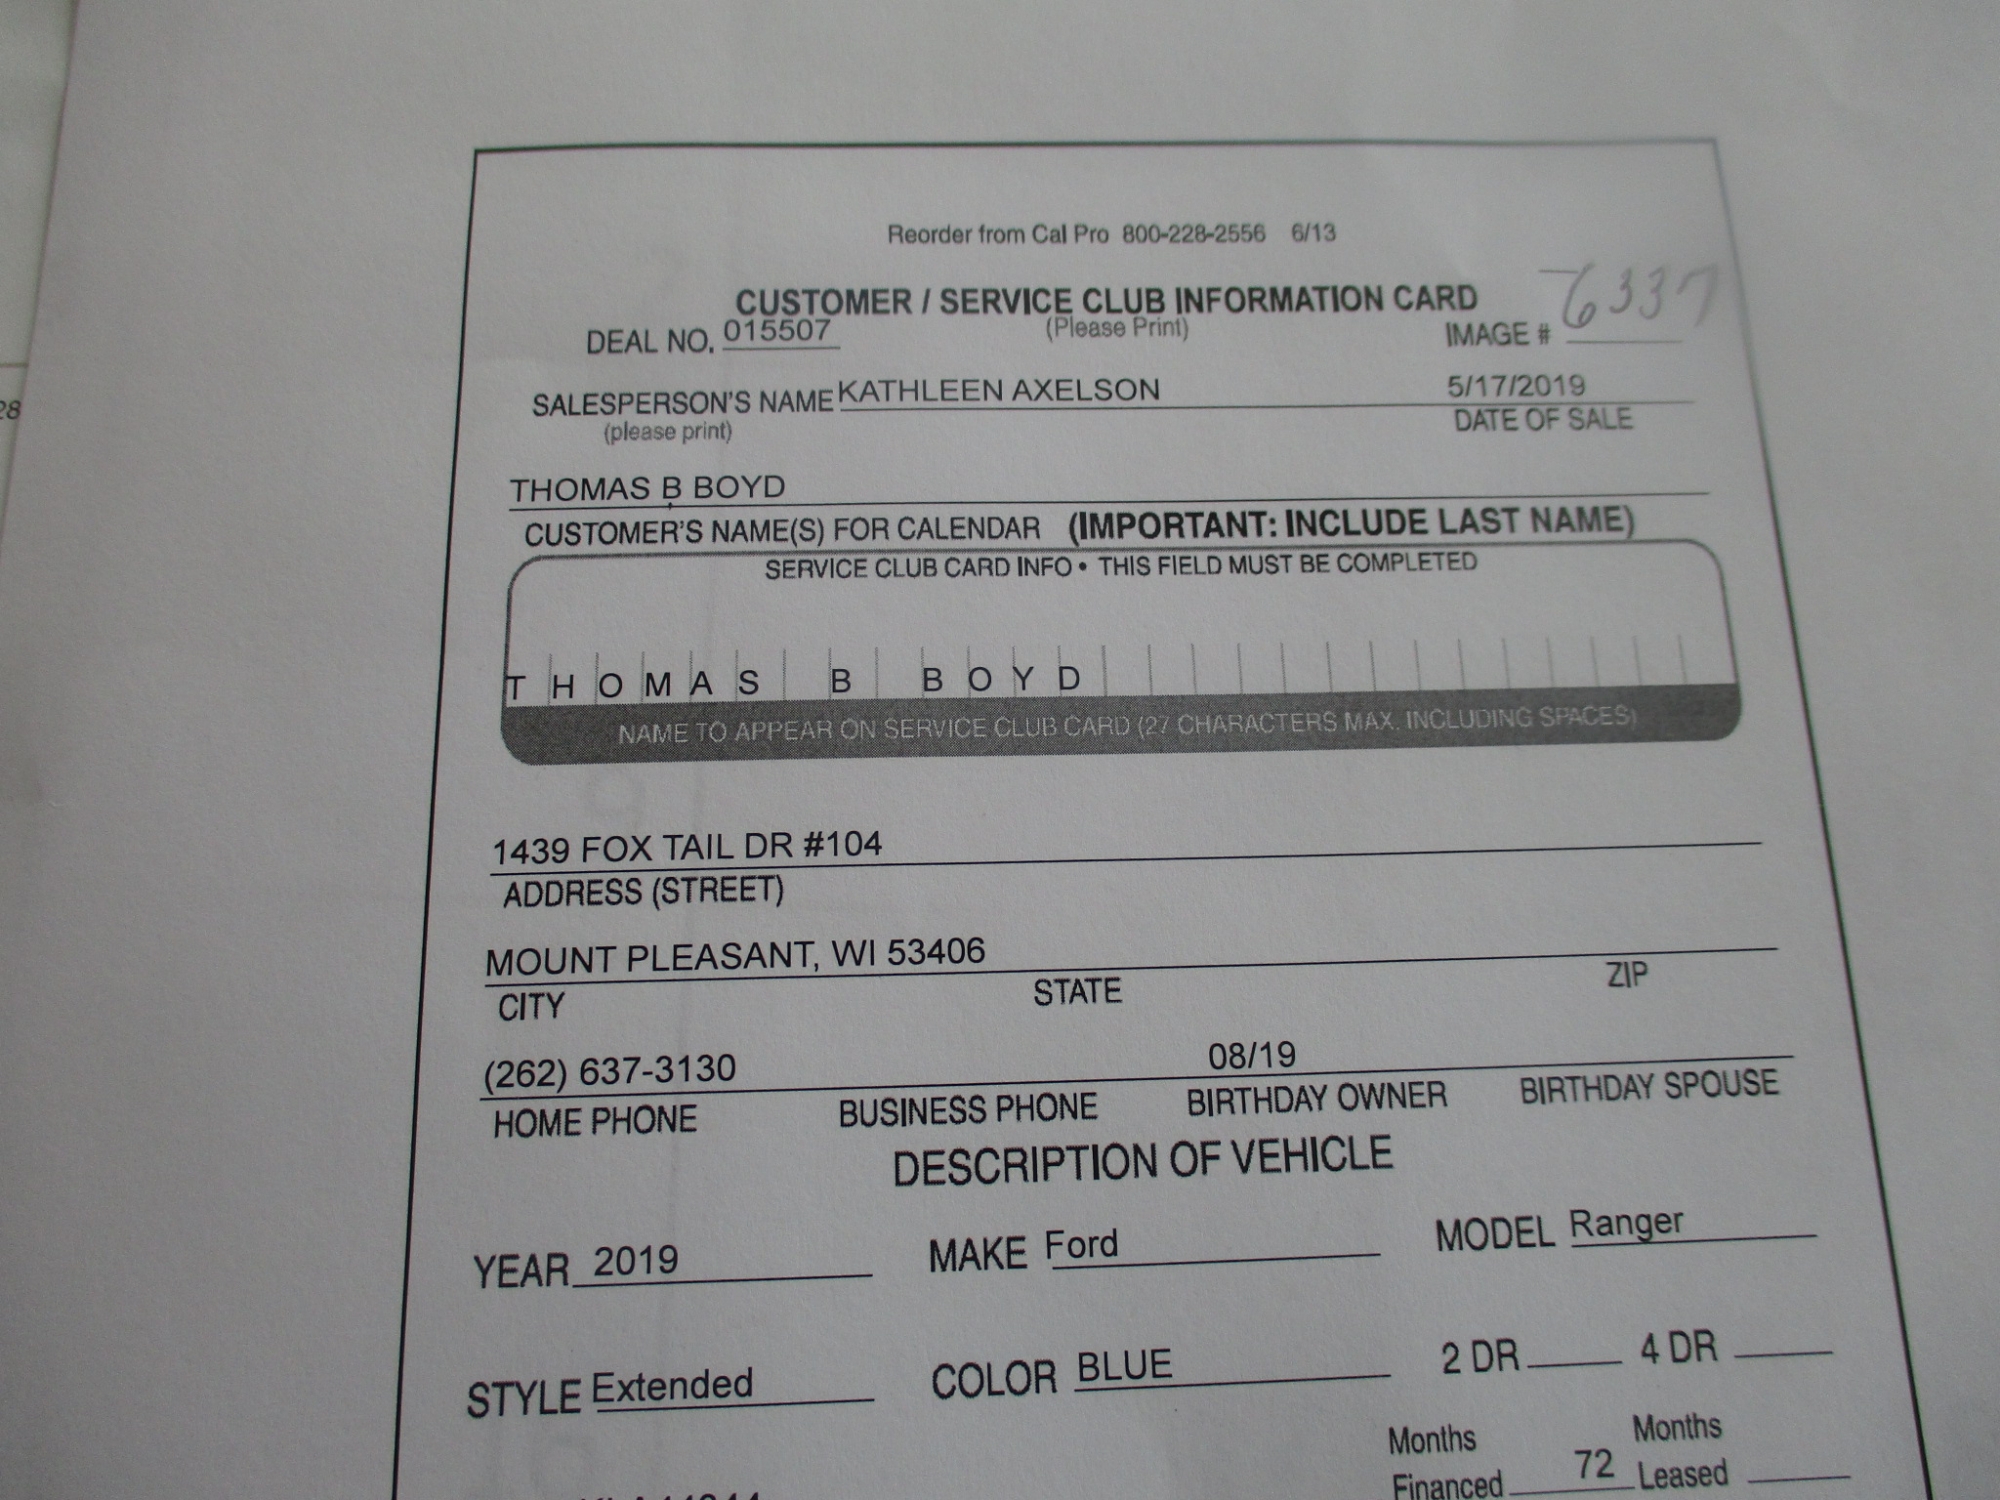 Reorder from Cal Pro 800-228-2556 6/13
CUSTOMER / SERVICE CLUB INFORMATION CARD
6337
DEAL NO. 015507 (Please Print) IMAGE #
SALESPERSON'S NAME KATHLEEN AXELSON 5/17/2019
(please print) DATE OF SALE
THOMAS B BOYD
CUSTOMER'S NAME(S) FOR CALENDAR (IMPORTANT: INCLUDE LAST NAME)
SERVICE CLUB CARD INFO • THIS FIELD MUST BE COMPLETED
T H O M A S B B O Y D
NAME TO APPEAR ON SERVICE CLUB CARD (27 CHARACTERS MAX. INCLUDING SPACES)
1439 FOX TAIL DR #104
ADDRESS (STREET)
MOUNT PLEASANT, WI 53406
CITY STATE ZIP
(262) 637-3130 08/19
HOME PHONE BUSINESS PHONE BIRTHDAY OWNER BIRTHDAY SPOUSE
DESCRIPTION OF VEHICLE
YEAR 2019 MAKE Ford MODEL Ranger
STYLE Extended COLOR BLUE 2 DR 4 DR
Months Months
Financed 72 Leased
28